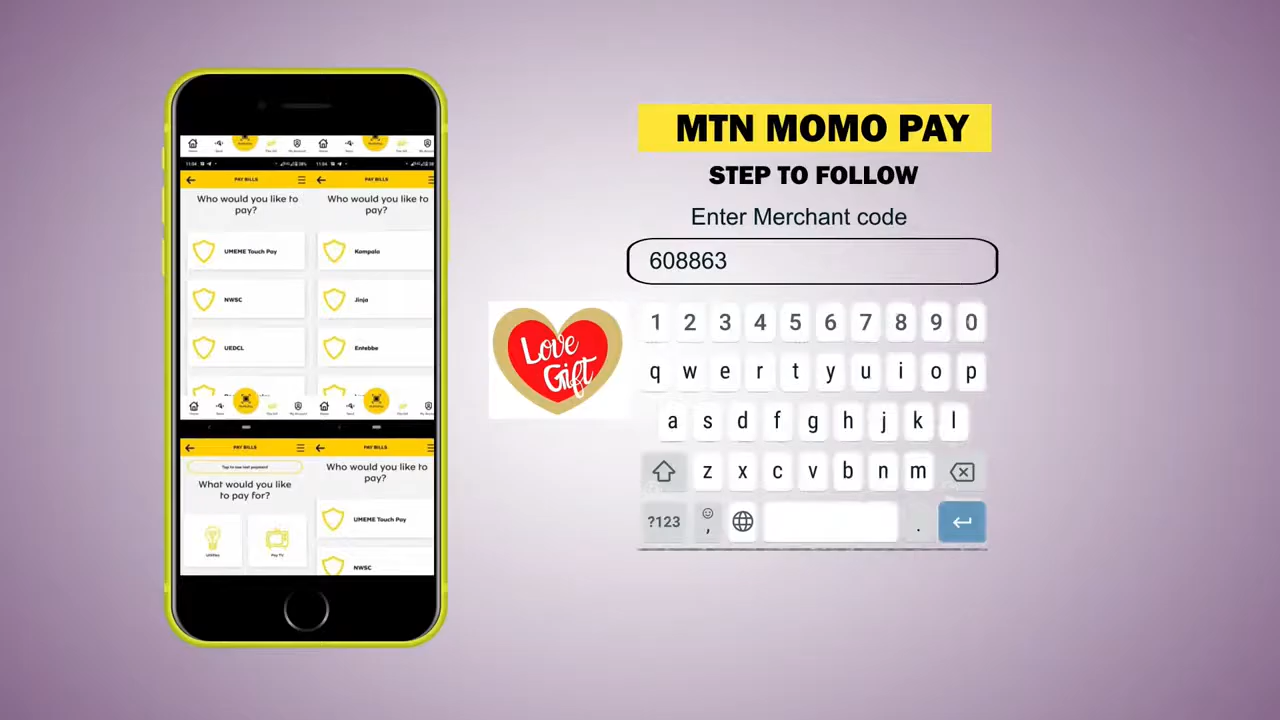 MTN MOMO PAY
STEP TO FOLLOW
Enter Merchant code
608863
Love
Gift
1 2 3 4 5 6 7 8 9 0
q w e r t y u i o p
a s d f g h j k l
z x c v b n m
?123 , .
PAY BILLS
Who would you like to
pay?
UMEME Touch Pay
NWSC
UEDCL
PAY BILLS
Who would you like to
pay?
Kampala
Jinja
Entebbe
PAY BILLS
What would you like
to pay for?
Utilities
Pay TV
PAY BILLS
Who would you like to
pay?
UMEME Touch Pay
NWSC